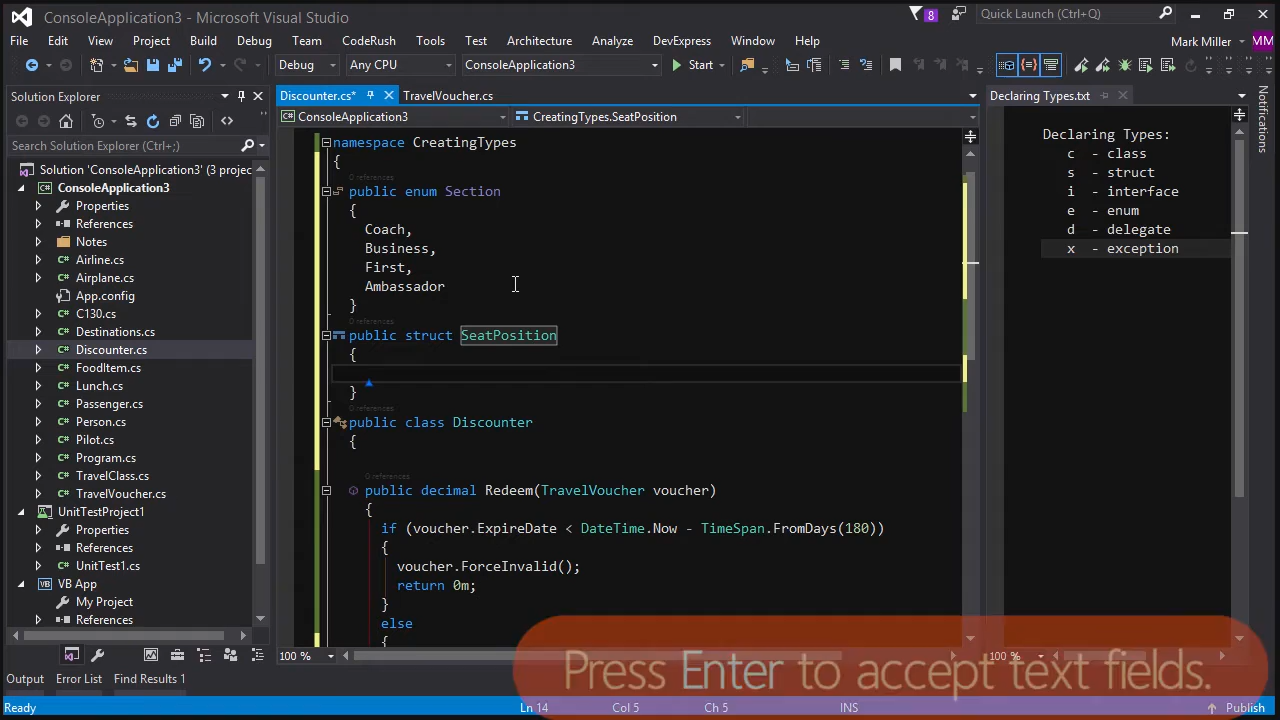 ConsoleApplication3 - Microsoft Visual Studio
8
Quick Launch (Ctrl+Q)
File Edit View Project Build Debug Team CodeRush Tools Test Architecture Analyze DevExpress Window Help
Mark Miller MM
Debug Any CPU ConsoleApplication3 Start
Solution Explorer
Search Solution Explorer (Ctrl+;)
Solution 'ConsoleApplication3' (3 projec
ConsoleApplication3
Properties
References
Notes
Airline.cs
Airplane.cs
App.config
C130.cs
Destinations.cs
Discounter.cs
FoodItem.cs
Lunch.cs
Passenger.cs
Person.cs
Pilot.cs
Program.cs
TravelClass.cs
TravelVoucher.cs
UnitTestProject1
Properties
References
UnitTest1.cs
VB App
My Project
References
Output Error List Find Results 1
Discounter.cs* TravelVoucher.cs
ConsoleApplication3 CreatingTypes.SeatPosition
namespace CreatingTypes
{
0 references
public enum Section
{
Coach,
Business,
First,
Ambassador
}
0 references
public struct SeatPosition
{
}
0 references
public class Discounter
{
0 references
public decimal Redeem(TravelVoucher voucher)
{
if (voucher.ExpireDate < DateTime.Now - TimeSpan.FromDays(180))
{
voucher.ForceInvalid();
return 0m;
}
else
{
100 %
Declaring Types.txt
Declaring Types:
c - class
s - struct
i - interface
e - enum
d - delegate
x - exception
100 %
Notifications
Press Enter to accept text fields.
Ready Ln 14 Col 5 Ch 5 INS Publish